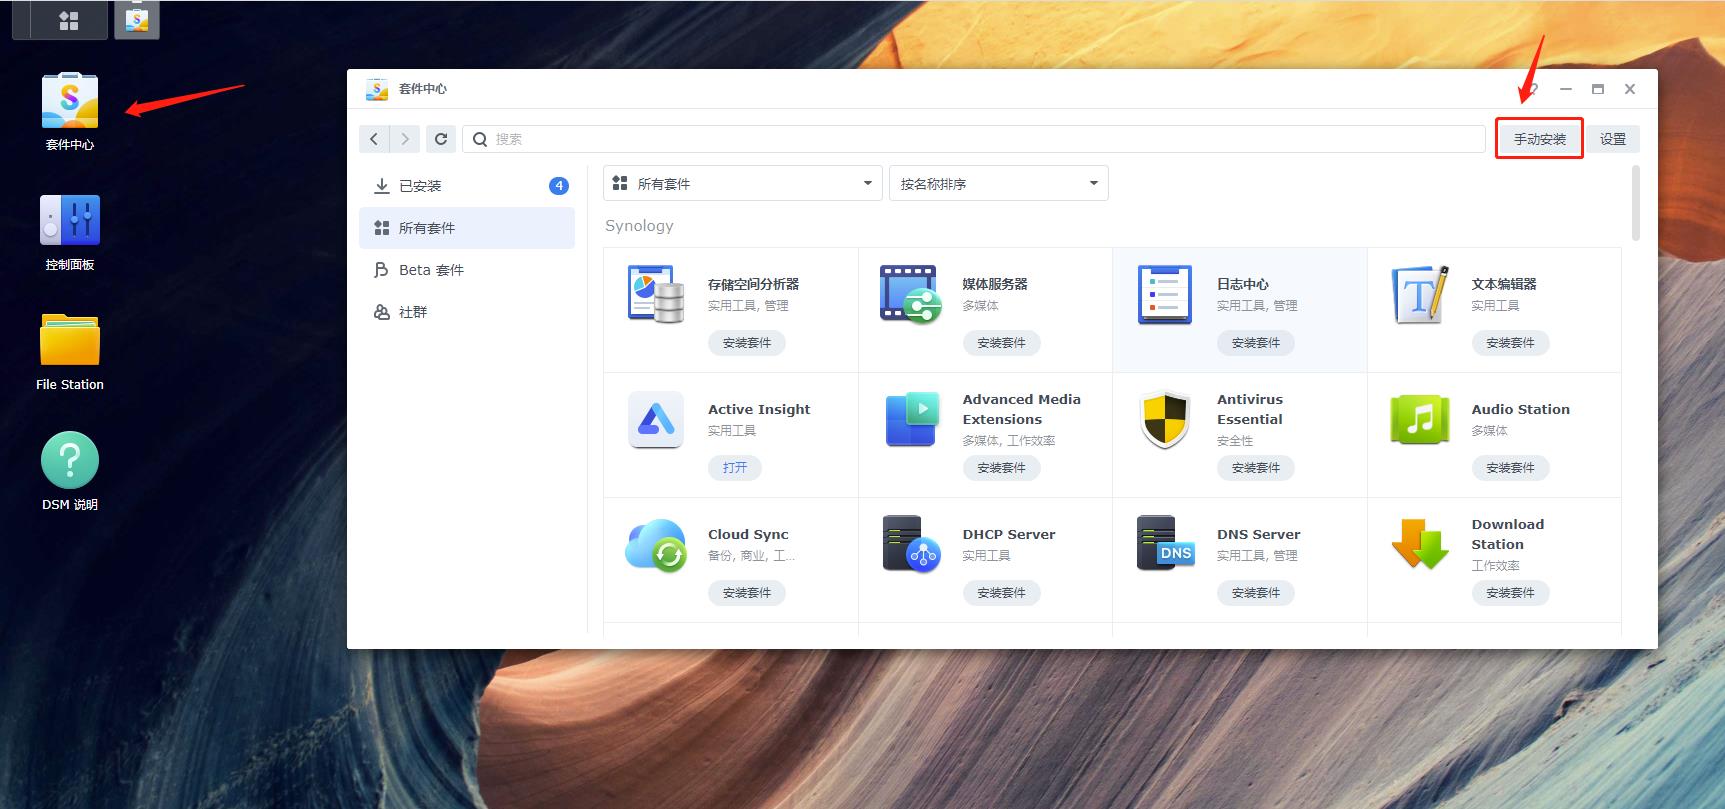 套件中心
控制面板
File Station
DSM 说明
套件中心
搜索
手动安装
设置
已安装
4
所有套件
Beta 套件
社群
所有套件
按名称排序
Synology
存储空间分析器
实用工具, 管理
安装套件
媒体服务器
多媒体
安装套件
日志中心
实用工具, 管理
安装套件
文本编辑器
实用工具
安装套件
Active Insight
实用工具
打开
Advanced Media
Extensions
多媒体, 工作效率
安装套件
Antivirus
Essential
安全性
安装套件
Audio Station
多媒体
安装套件
Cloud Sync
备份, 商业, 工...
安装套件
DHCP Server
实用工具
安装套件
DNS
DNS Server
实用工具, 管理
安装套件
Download
Station
工作效率
安装套件